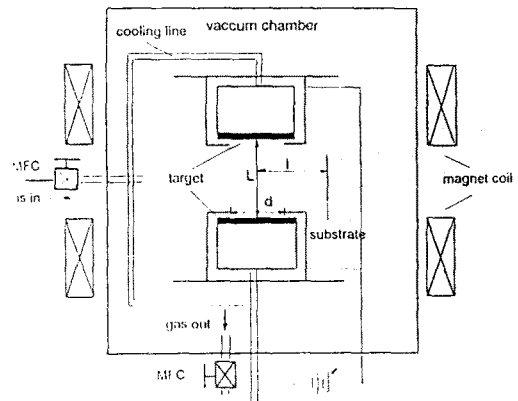 vaccum chamber
cooling line
MFC
target
L
l
d
magnet coil
substrate
gas out
MFC